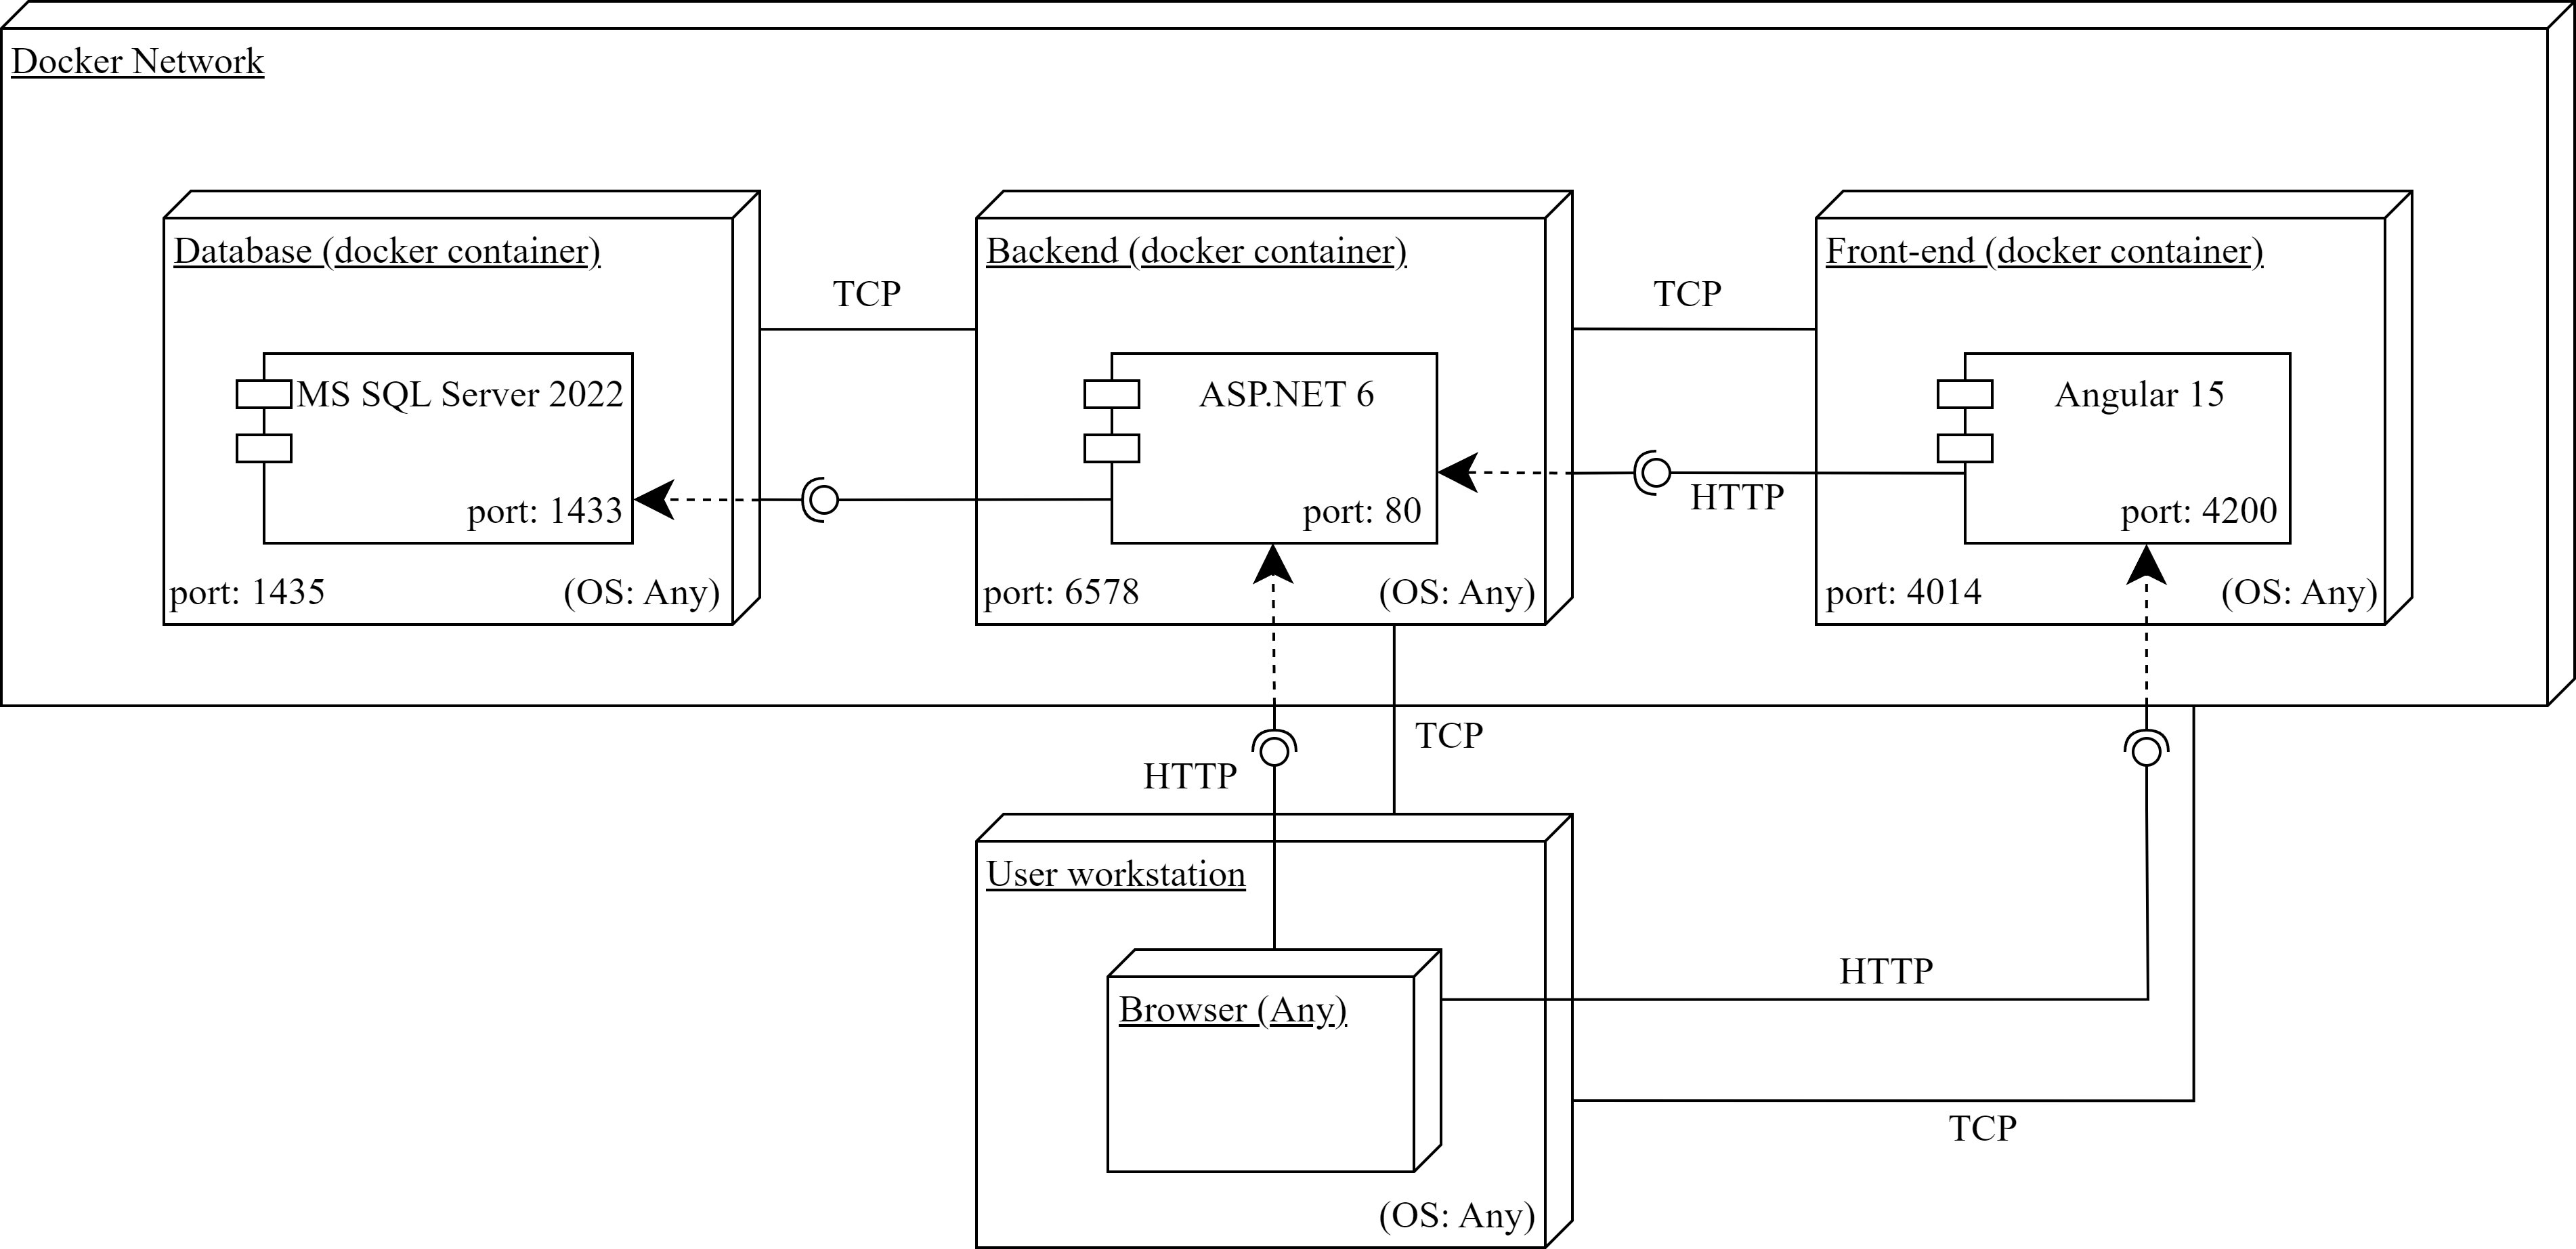 Docker Network
Database (docker container)
TCP
MS SQL Server 2022
port: 1433
port: 1435
(OS: Any)
Backend (docker container)
TCP
ASP.NET 6
port: 80
HTTP
port: 6578
(OS: Any)
Front-end (docker container)
Angular 15
port: 4200
port: 4014
(OS: Any)
TCP
HTTP
User workstation
Browser (Any)
HTTP
TCP
(OS: Any)